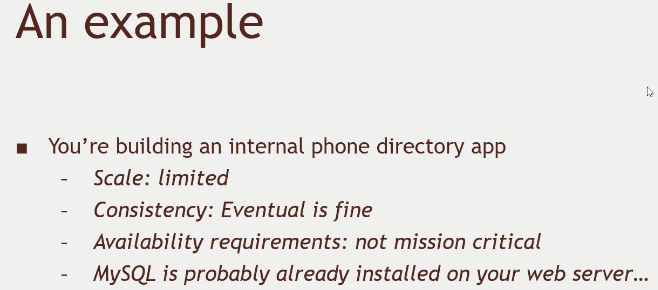 An example
■ You're building an internal phone directory app
– Scale: limited
– Consistency: Eventual is fine
– Availability requirements: not mission critical
– MySQL is probably already installed on your web server…